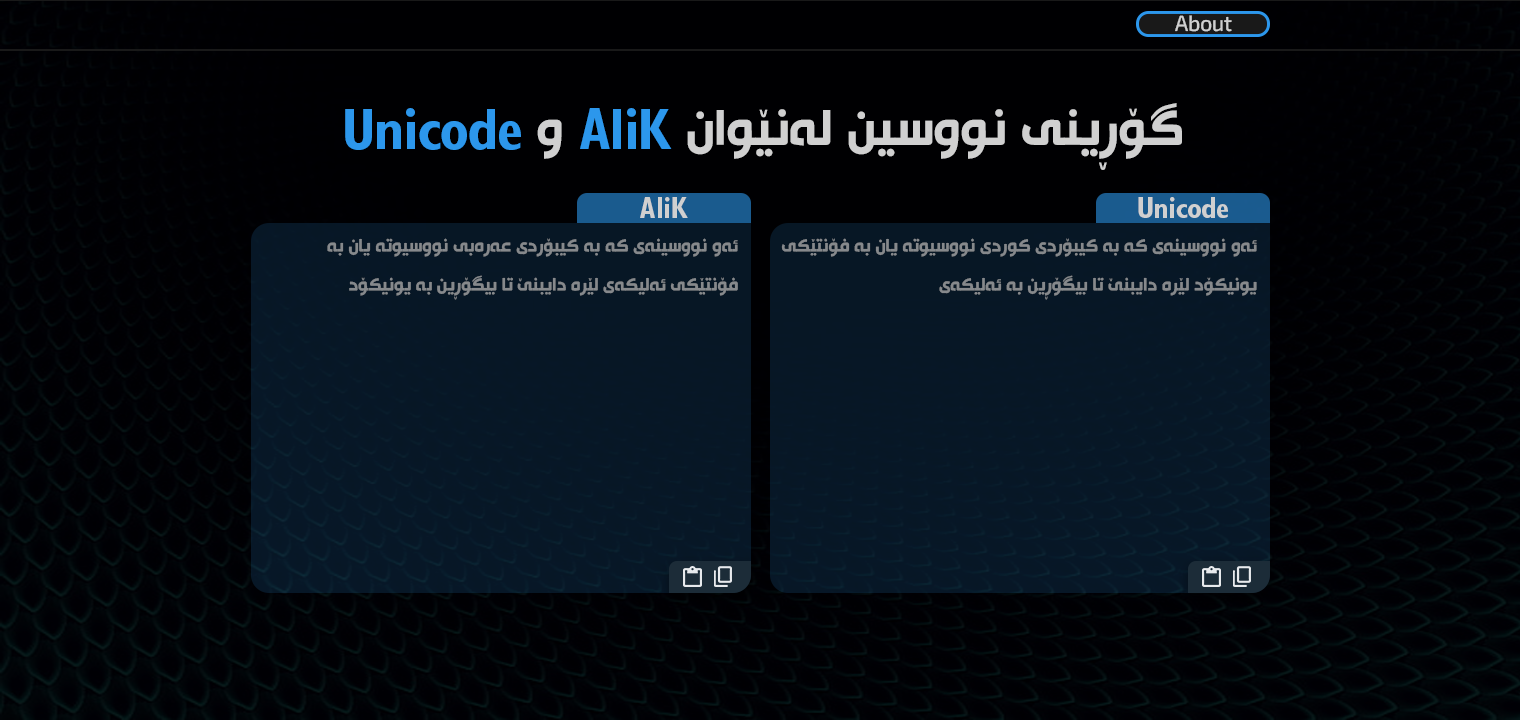 About
گۆڕینی نووسین لەنێوان AliK و Unicode
Unicode
ئەو نووسینەی کە بە کیبۆردی کوردی نووسیوتە یان بە فۆنتێکی
یونیکۆد لێرە دایبنێ تا بیگۆڕین بە ئەلیکەی
AliK
ئەو نووسینەی کە بە کیبۆردی عەرەبی نووسیوتە یان بە
فۆنتێکی ئەلیکەی لێرە دایبنێ تا بیگۆڕین بە یونیکۆد